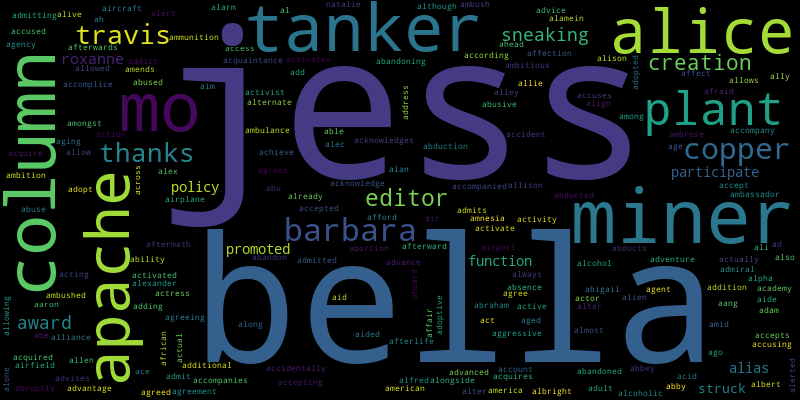 admitting alive aircraft alarm al natalie although ambush advice alamein
ah alert
tanker
alice
accused travis ammunition sneaking
agency afterwards access acquaintance abandoning according ahead affection alison
roxanne addict activates ambitious creation
column
allowed amends add allie affect allows ally
jess
accomplice abused aim activist alley accuses afraid adopted
mo
alternate abusive align address plant
amongst action ambulance able accident among ambrose accompany
aging thanks achieve alec acknowledges abduction age copper
acquire allow across alex acknowledge agrees alan accompanied allison participate
ambition adopt policy airplane abu already editor abducted accept ambassador
apache
abuse accepted afford air admits activity amnesia activate miner
barbara
aftermath promoted abortion afterward airport abducts ad ali also
ability abandon admitted advance function always alcohol adventure actually admiral
acting activated alexander aboard absence abigail alpha
ambushed adding actress aid agree actor alien agent addition academy
bella
allowing aaron agreeing along adoptive affair abraham active altar aang aide adam
award abe alliance african actual aided act aged aggressive almost amid accepts accusing
acquired allen additional afterlife account abbey ago
airfield ace accidentally advanced abandoned acid alias
alone abruptly advises admit accompanies accepting alfred alongside acquires adult abby struck albert alerted
advantage agreed agreement american alter america albright alcoholic